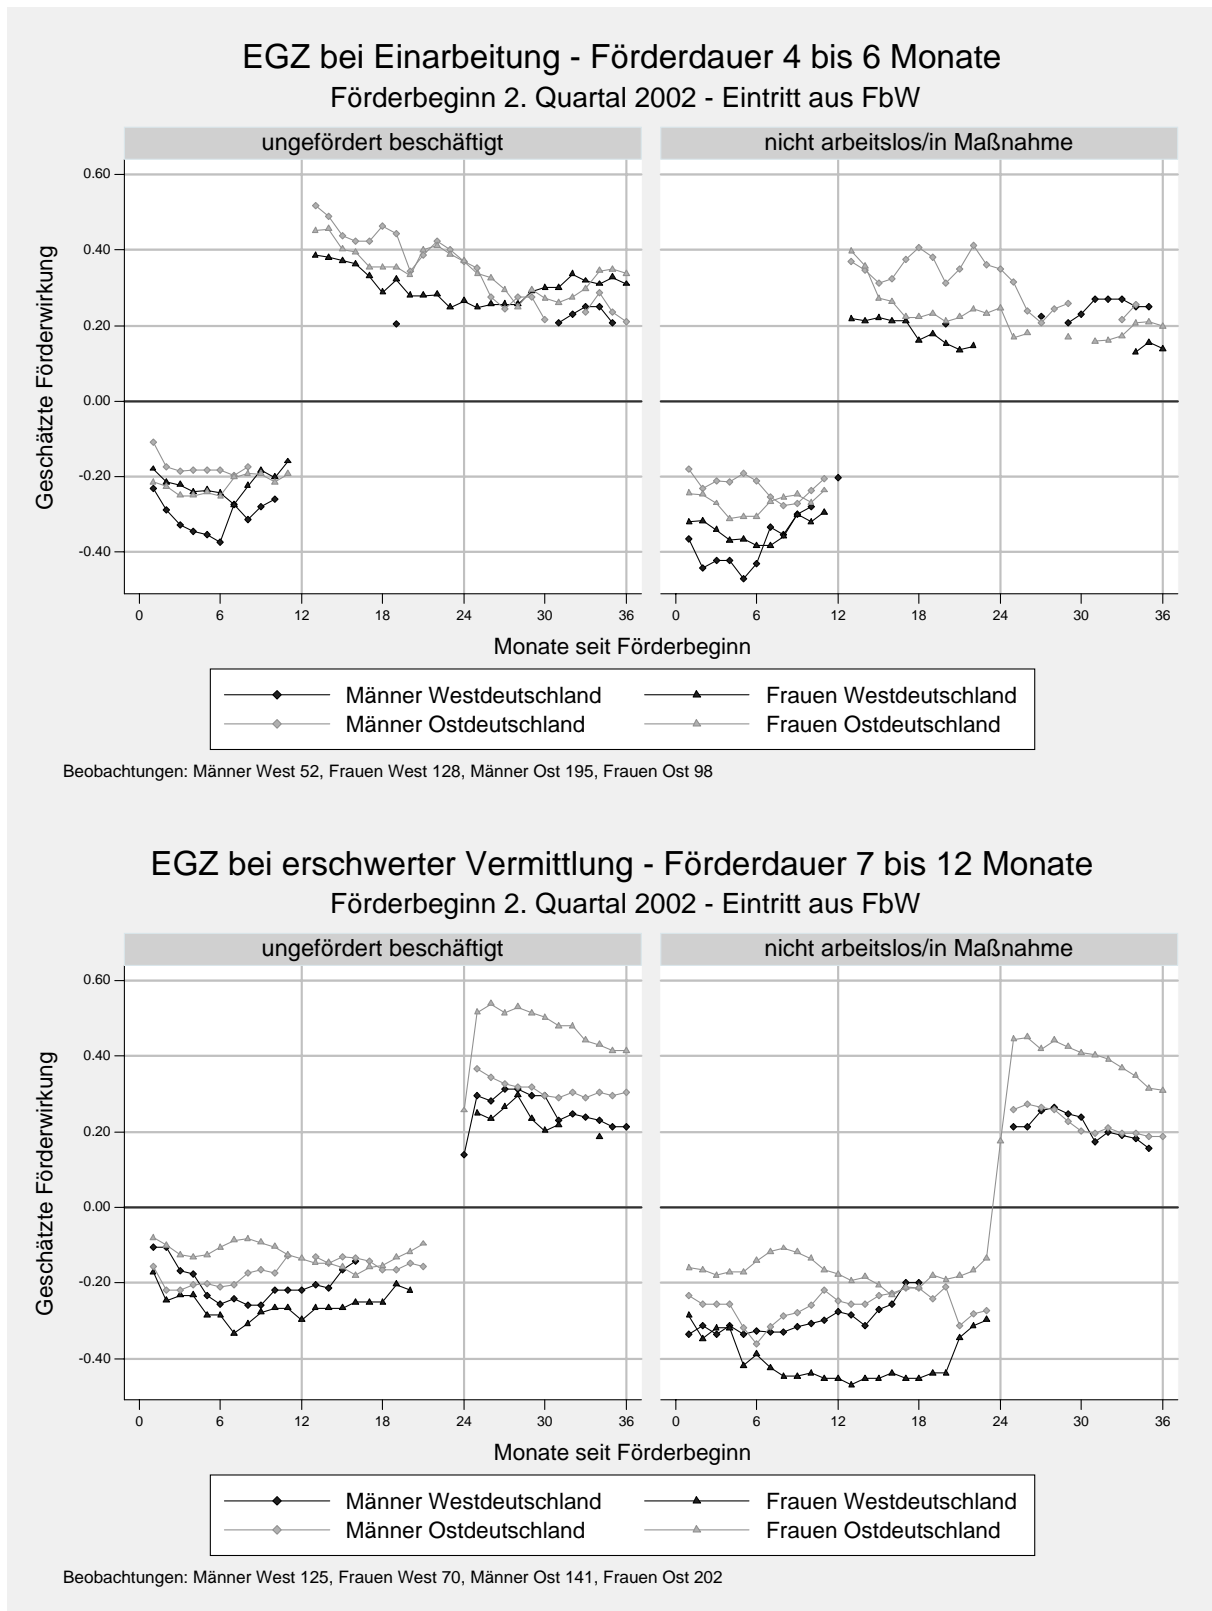 EGZ bei Einarbeitung - Förderdauer 4 bis 6 Monate
Förderbeginn 2. Quartal 2002 - Eintritt aus FbW
ungefördert beschäftigt nicht arbeitslos/in Maßnahme
Geschätzte Förderwirkung
0.60
0.40
0.20
0.00
-0.20
-0.40
0 6 12 18 24 30 36 0 6 12 18 24 30 36
Monate seit Förderbeginn
Männer Westdeutschland Frauen Westdeutschland
Männer Ostdeutschland Frauen Ostdeutschland
Beobachtungen: Männer West 52, Frauen West 128, Männer Ost 195, Frauen Ost 98
EGZ bei erschwerter Vermittlung - Förderdauer 7 bis 12 Monate
Förderbeginn 2. Quartal 2002 - Eintritt aus FbW
ungefördert beschäftigt nicht arbeitslos/in Maßnahme
Geschätzte Förderwirkung
0.60
0.40
0.20
0.00
-0.20
-0.40
0 6 12 18 24 30 36 0 6 12 18 24 30 36
Monate seit Förderbeginn
Männer Westdeutschland Frauen Westdeutschland
Männer Ostdeutschland Frauen Ostdeutschland
Beobachtungen: Männer West 125, Frauen West 70, Männer Ost 141, Frauen Ost 202